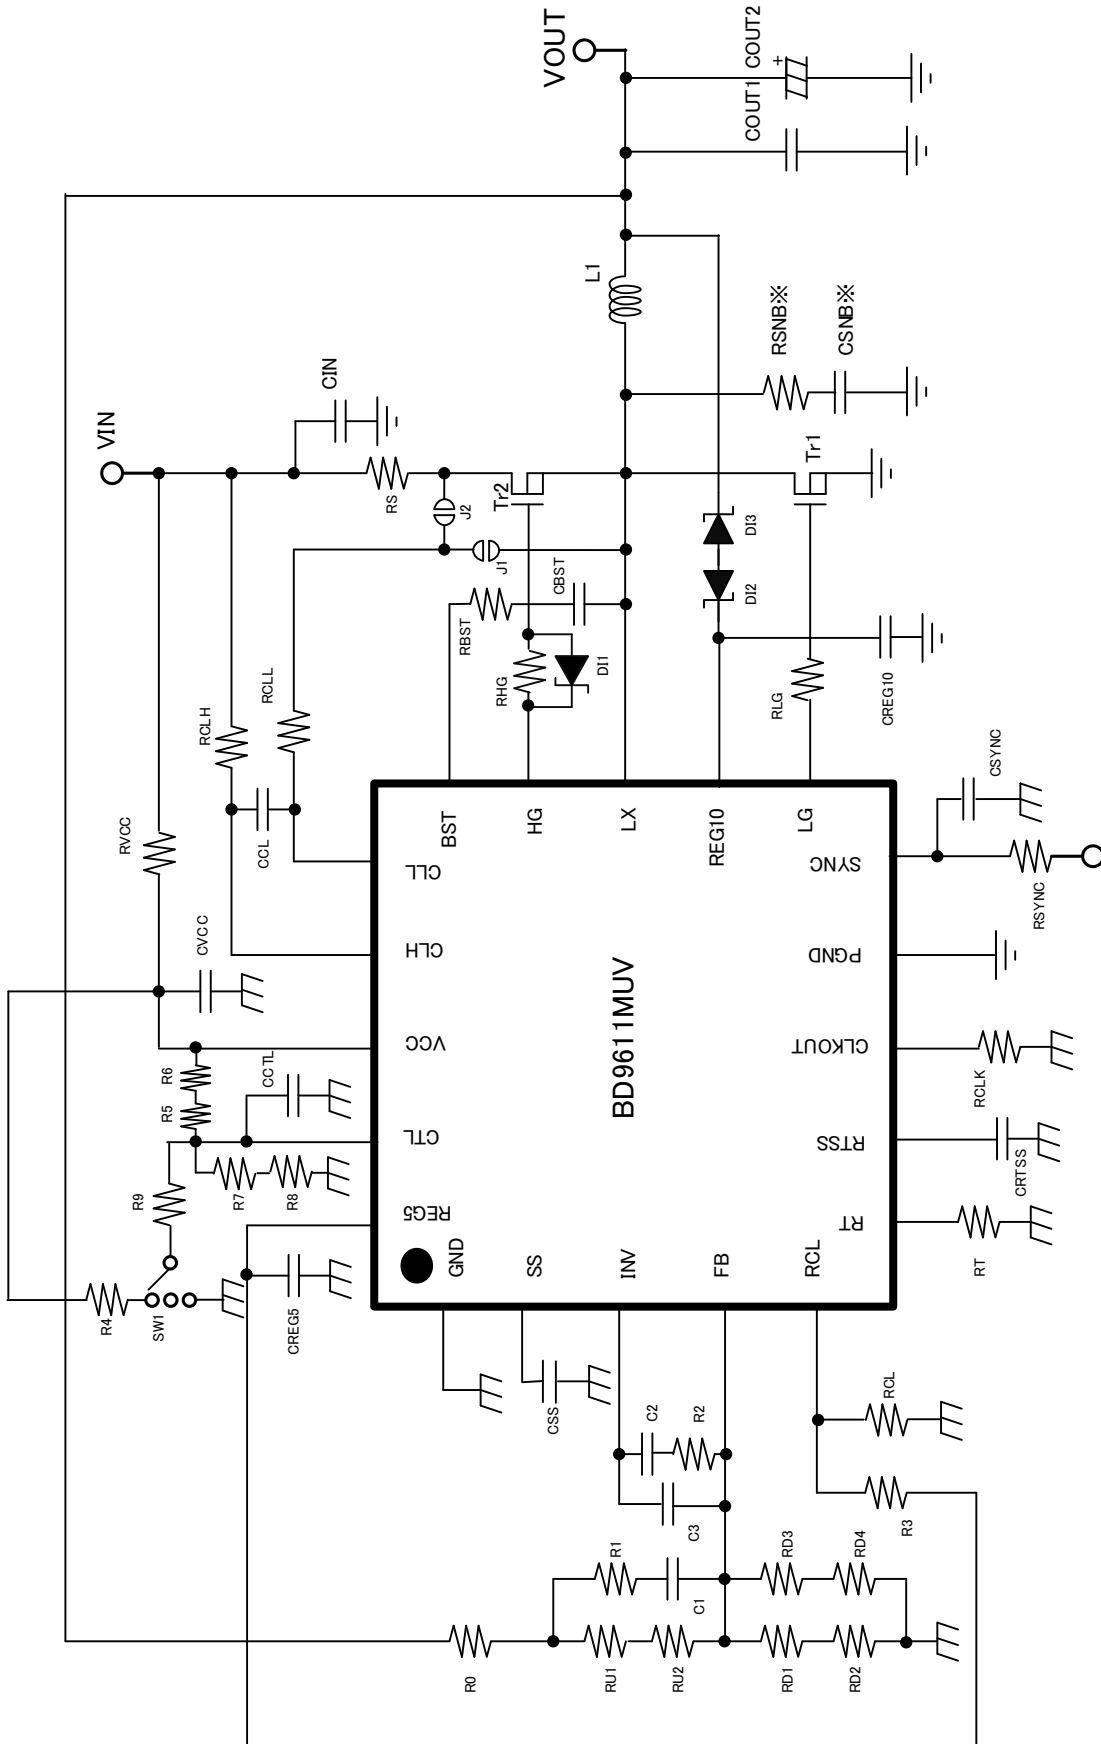 VOUT
COUT1 COUT2
+
L1
RSNB※
CSNB※
VIN
CIN
RS
J2
J1
Tr2
Tr1
DI3
DI2
CBST
RBST
RHG
DI1
RLG
CREG10
RCLH
RCLL
CCL
RVCC
CVCC
CSYNC
RSYNC
BST
HG
LX
REG10
LG
CLL
CLH
VCC
CTL
REG5
BD9611MUV
SYNC
PGND
CLKOUT
RTSS
RT
GND
SS
INV
FB
RCL
R6
R5
CCTL
R9
R7
R8
R4
SW1
CREG5
RCLK
CRTSS
RT
CSS
C2
R2
C3
RCL
R3
R1
C1
RD3
RD4
R0
RU1
RU2
RD1
RD2